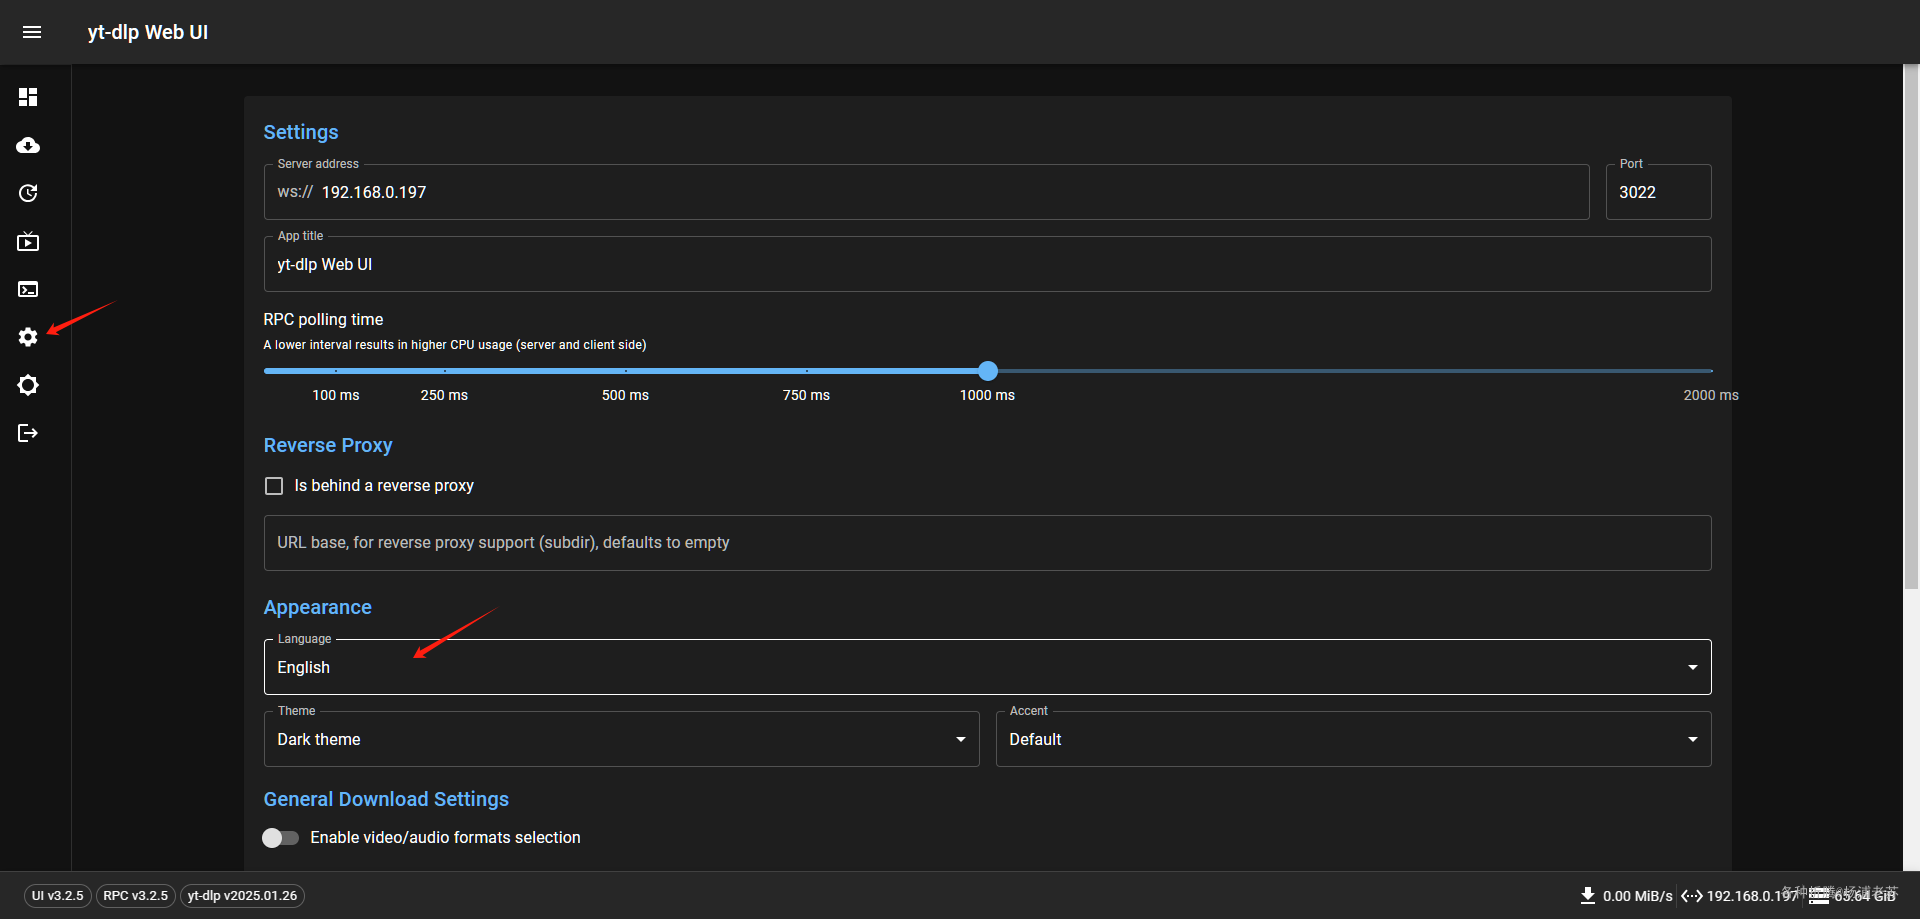 yt-dlp Web UI
Settings
Server address
ws:// 192.168.0.197
Port
3022
App title
yt-dlp Web UI
RPC polling time
A lower interval results in higher CPU usage (server and client side)
100 ms 250 ms 500 ms 750 ms 1000 ms 2000 ms
Reverse Proxy
Is behind a reverse proxy
URL base, for reverse proxy support (subdir), defaults to empty
Appearance
Language
English
Theme
Dark theme
Accent
Default
General Download Settings
Enable video/audio formats selection
UI v3.2.5 RPC v3.2.5 yt-dlp v2025.01.26
0.00 MiB/s 192.168.0.197 65.64 GiB